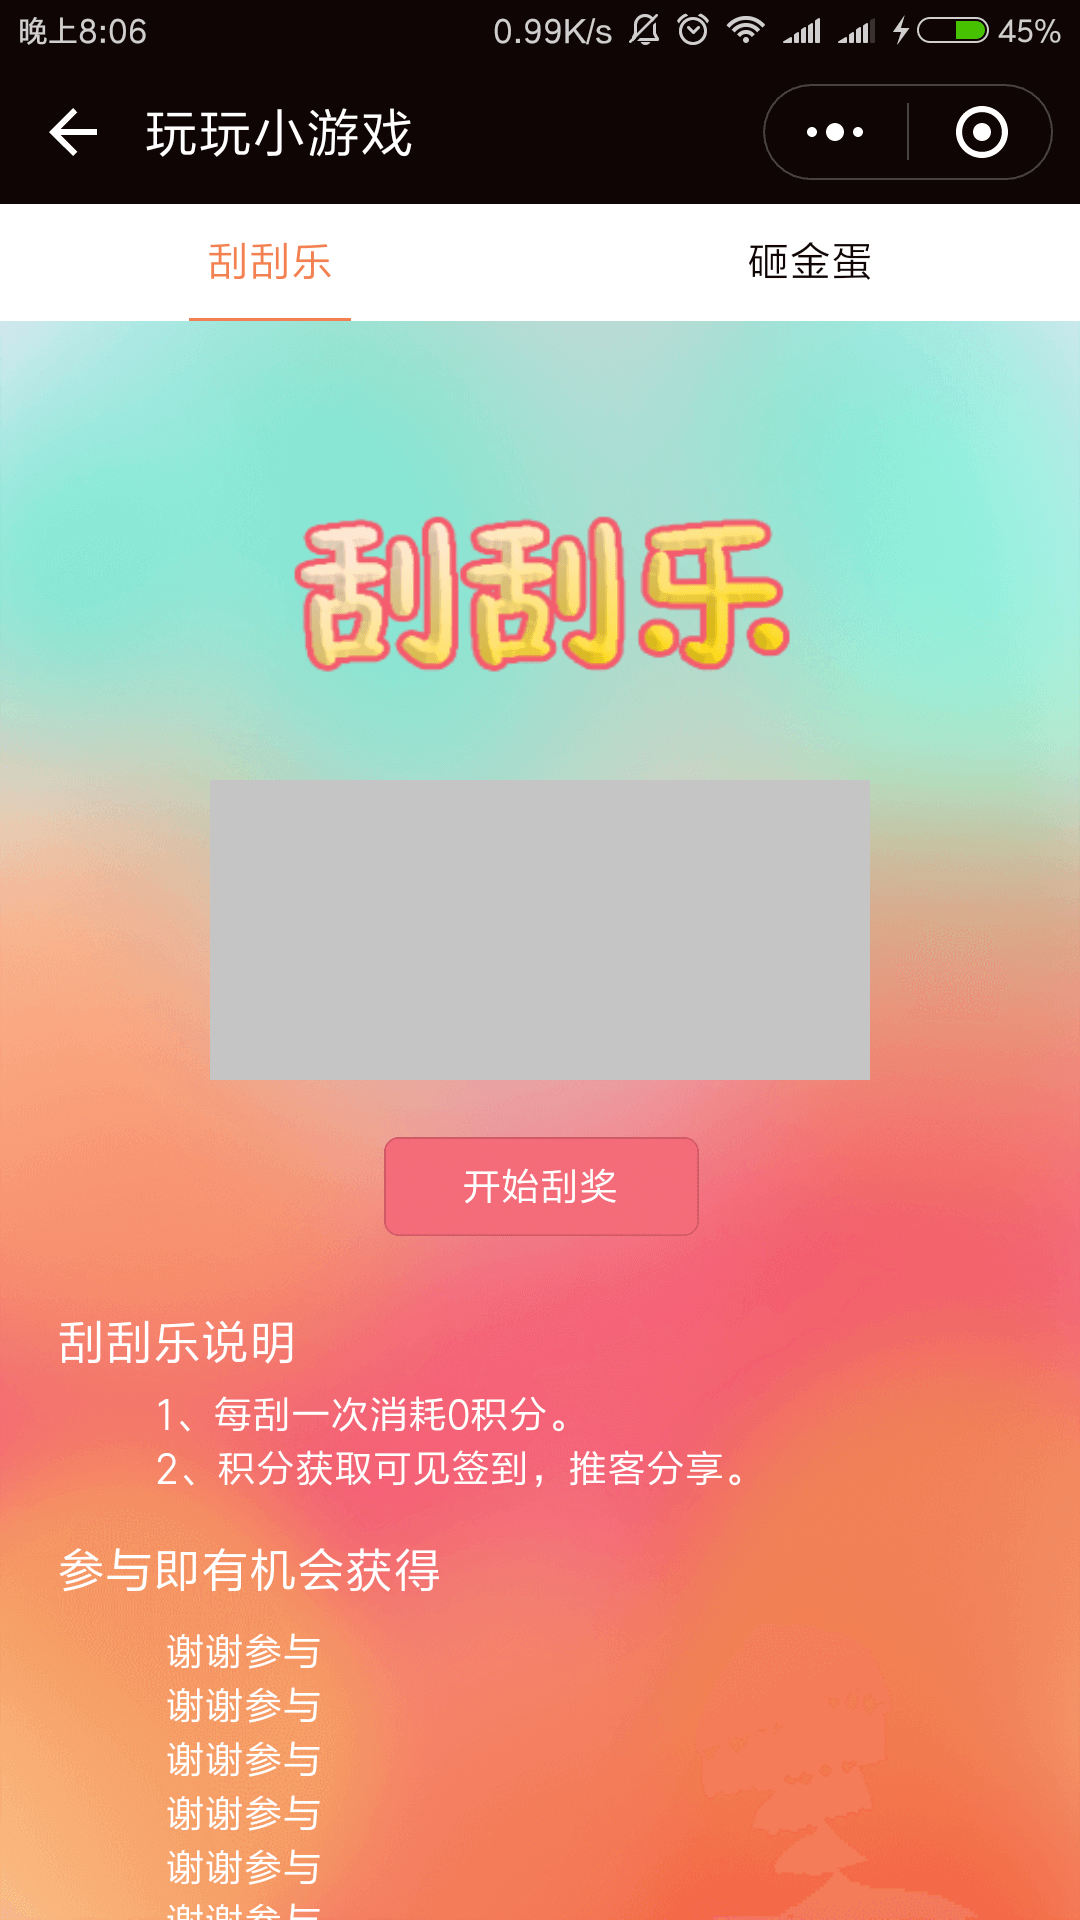 晚上8:06 0.99K/s 45%
玩玩小游戏
刮刮乐 砸金蛋
刮刮乐
开始刮奖
刮刮乐说明
1、每刮一次消耗0积分。
2、积分获取可见签到，推客分享。
参与即有机会获得
谢谢参与
谢谢参与
谢谢参与
谢谢参与
谢谢参与
谢谢参与